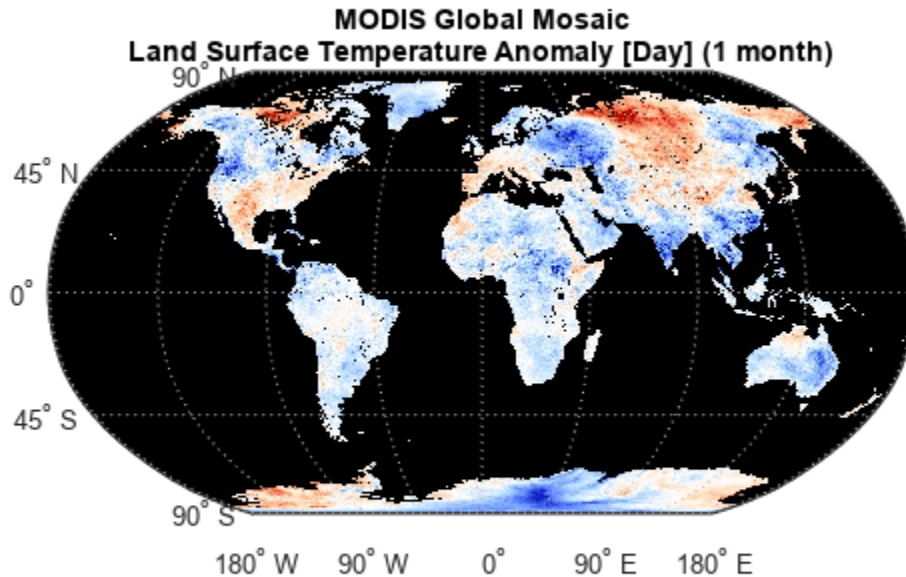 MODIS Global Mosaic
Land Surface Temperature Anomaly [Day] (1 month)
90° N
45° N
0°
45° S
90° S
180° W 90° W 0° 90° E 180° E